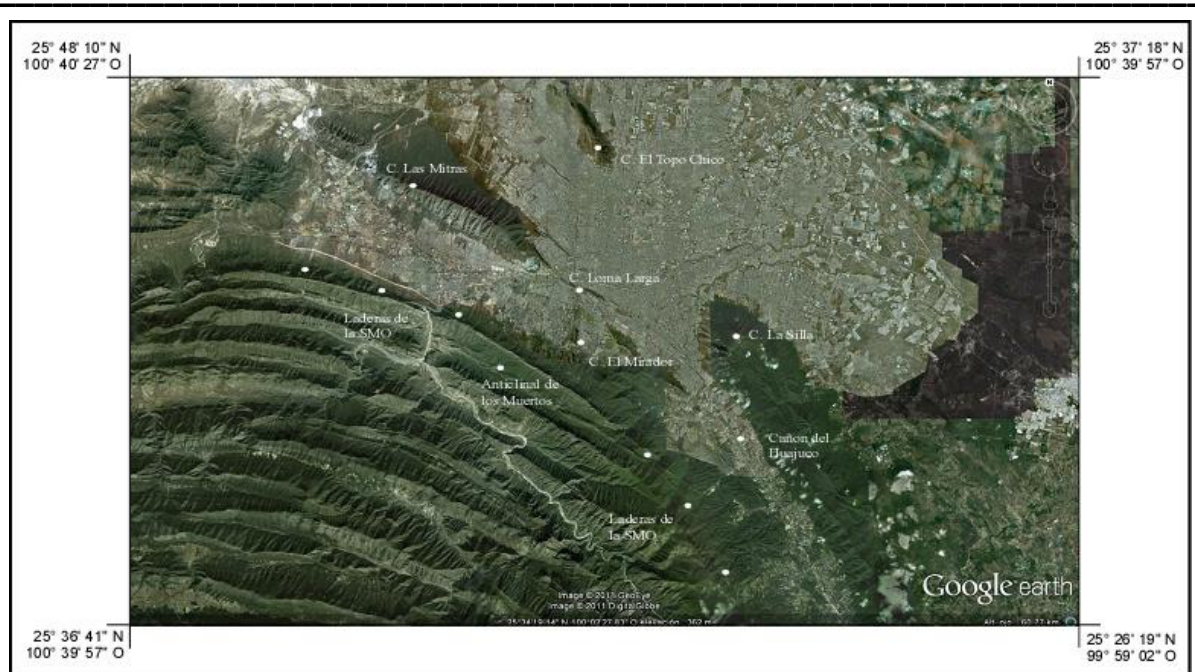 25° 48' 10" N
100° 40' 27" O
25° 37' 18" N
100° 39' 57" O
C. El Topo Chico
C. Las Mitras
C. Loma Larga
Laderas de
la SMO
C. La Silla
C. El Mirador
Anticlinal de
los Muertos
Cañon del
Huajuco
Laderas de
la SMO
Google earth
Image © 2011 GeoEye
Image © 2011 DigitalGlobe
25° 36' 41" N
100° 39' 57" O
25° 26' 19" N
99° 59' 02" O